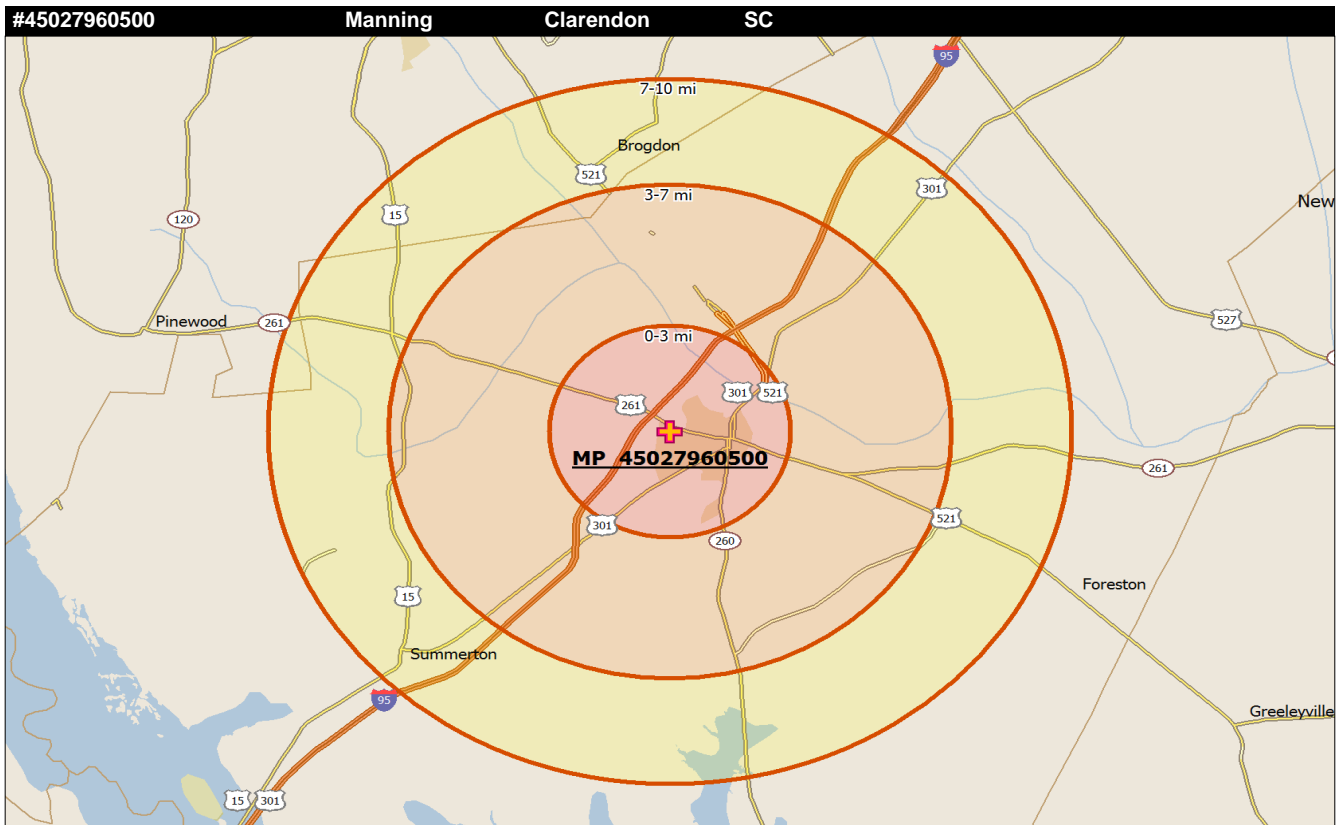 #45027960500 Manning Clarendon SC
95
7-10 mi
Brogdon
521
301
3-7 mi
New
15
120
Pinewood
261
527
0-3 mi
301
521
261
MP 45027960500
261
301
521
260
Foreston
15
Summerton
95
Greeleyville
15
301